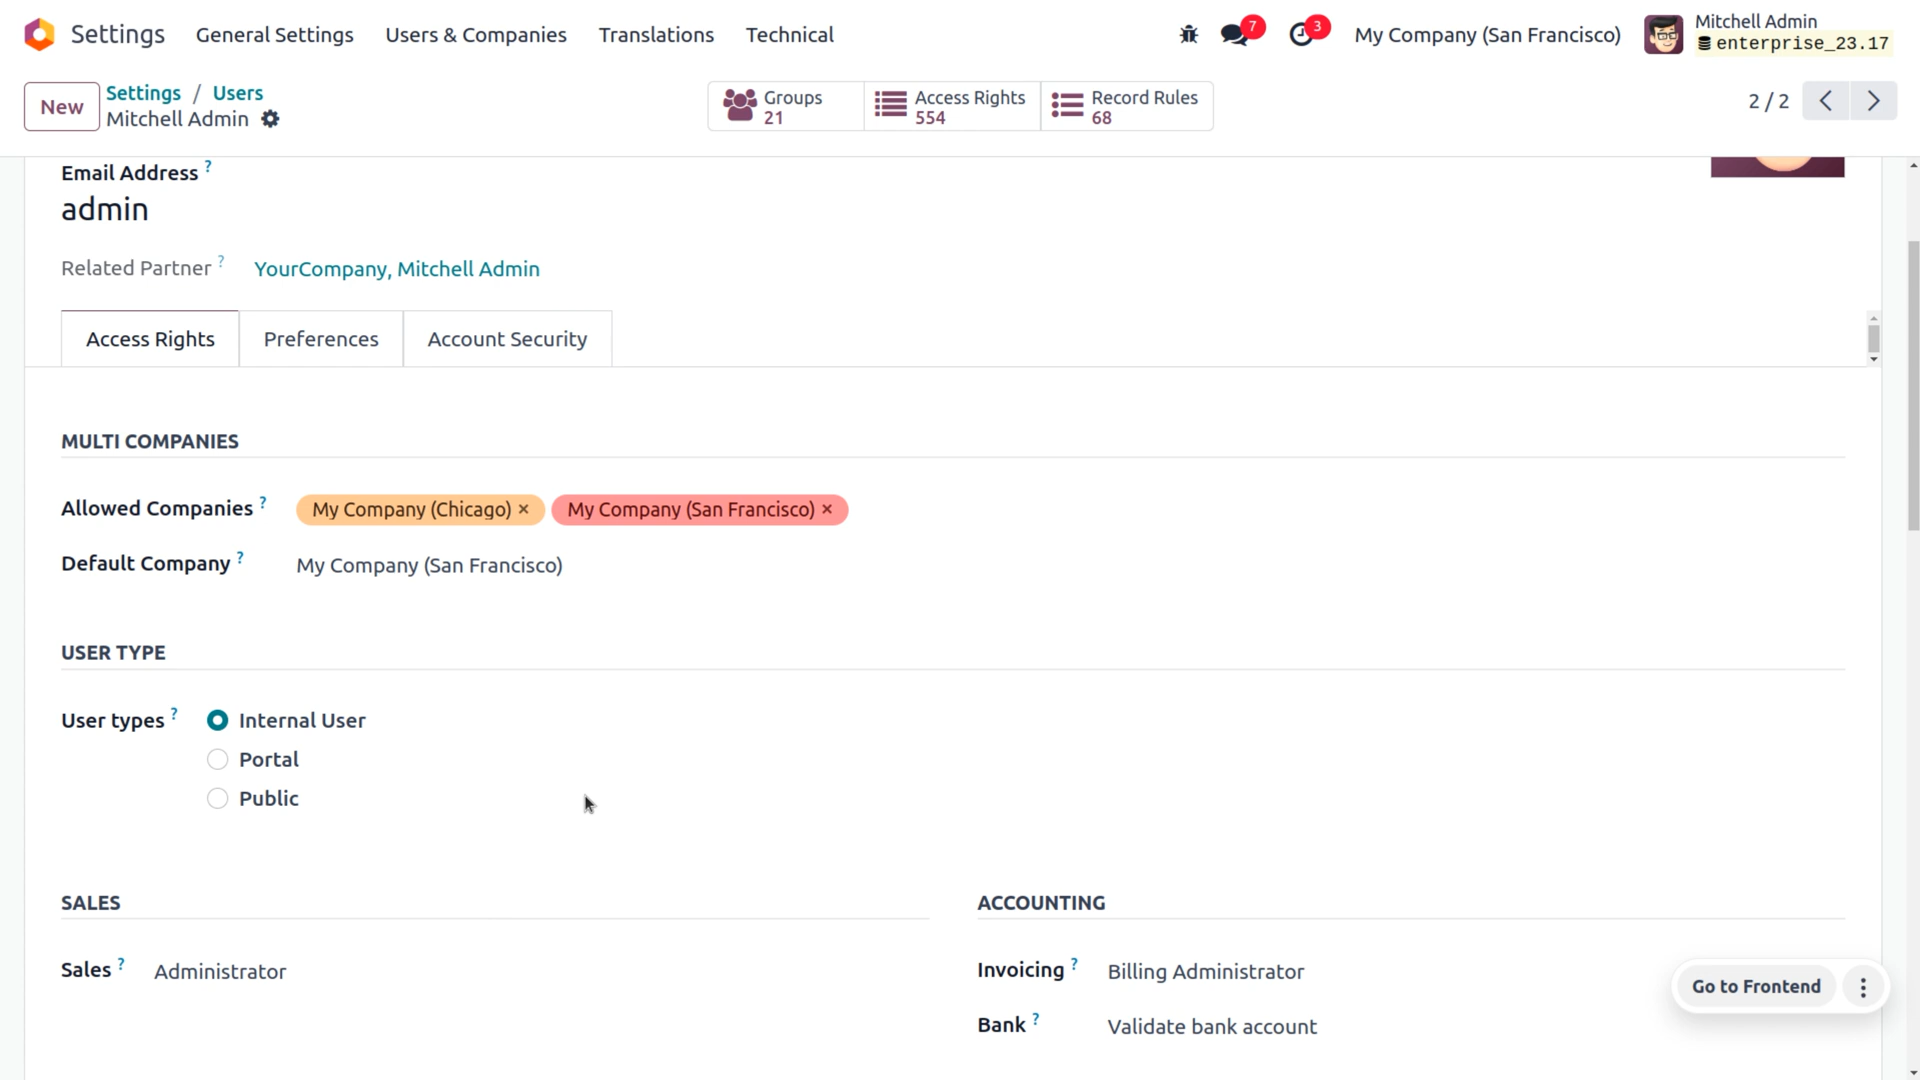 Settings General Settings Users & Companies Translations Technical 7 3 My Company (San Francisco) Mitchell Admin
enterprise_23.17
New Settings / Users
Mitchell Admin
Groups 21 Access Rights 554 Record Rules 68
2 / 2
Email Address ?
admin
Related Partner ? YourCompany, Mitchell Admin
Access Rights Preferences Account Security
MULTI COMPANIES
Allowed Companies ? My Company (Chicago) × My Company (San Francisco) ×
Default Company ? My Company (San Francisco)
USER TYPE
User types ? Internal User
Portal
Public
SALES
Sales ? Administrator
ACCOUNTING
Invoicing ? Billing Administrator
Bank ? Validate bank account
Go to Frontend